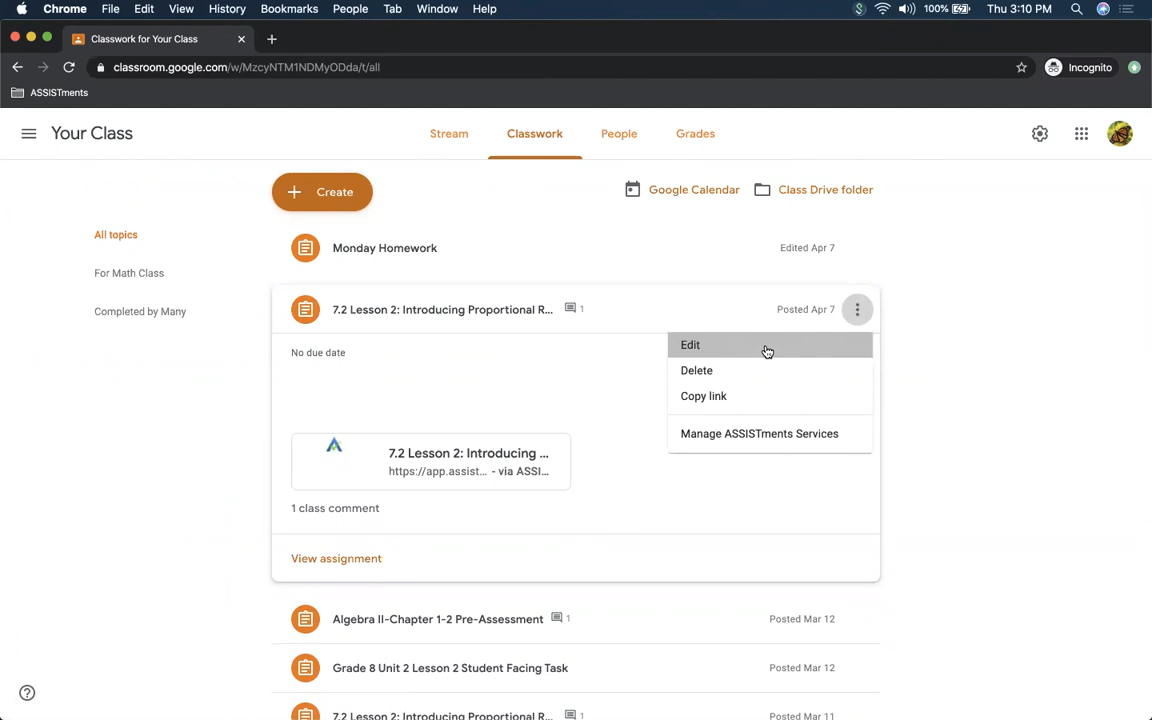 Chrome File Edit View History Bookmarks People Tab Window Help 100% Thu 3:10 PM
Classwork for Your Class
classroom.google.com/w/MzcyNTM1NDMyODda/t/all Incognito
ASSISTments
Your Class Stream Classwork People Grades
Create Google Calendar Class Drive folder
All topics
For Math Class
Completed by Many
Monday Homework Edited Apr 7
7.2 Lesson 2: Introducing Proportional R... 1 Posted Apr 7
No due date
Edit
Delete
Copy link
Manage ASSISTments Services
7.2 Lesson 2: Introducing ...
https://app.assist... - via ASSI...
1 class comment
View assignment
Algebra II-Chapter 1-2 Pre-Assessment 1 Posted Mar 12
Grade 8 Unit 2 Lesson 2 Student Facing Task Posted Mar 12
7.2 Lesson 2: Introducing Proportional R... 1 Posted Mar 11